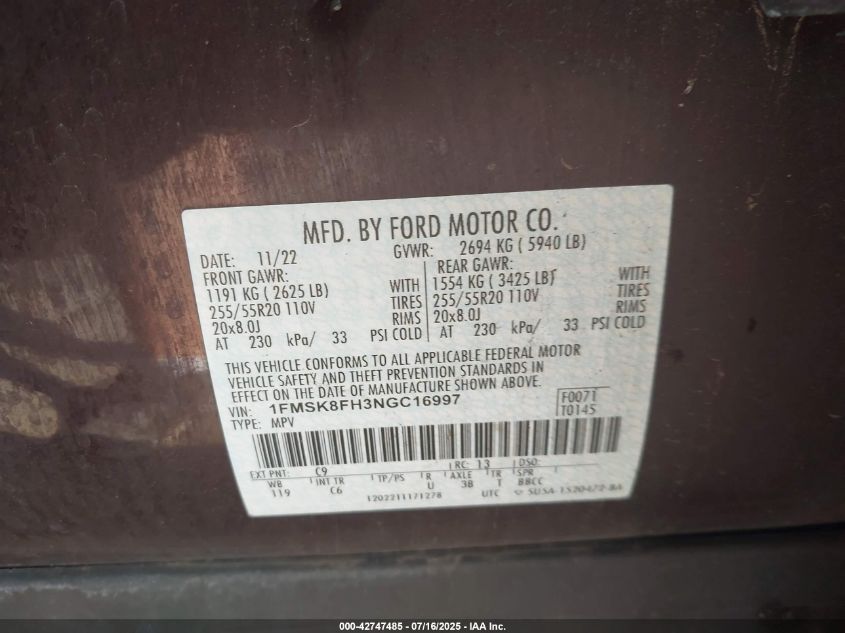 MFD. BY FORD MOTOR CO.
DATE: 11/22 GVWR: 2694 KG ( 5940 LB)
FRONT GAWR: REAR GAWR:
1191 KG ( 2625 LB) WITH 1554 KG ( 3425 LB) WITH
255/55R20 110V TIRES 255/55R20 110V TIRES
20x8.0J RIMS 20x8.0J RIMS
AT 230 kPa/ 33 PSI COLD AT 230 kPa/ 33 PSI COLD
THIS VEHICLE CONFORMS TO ALL APPLICABLE FEDERAL MOTOR
VEHICLE SAFETY AND THEFT PREVENTION STANDARDS IN
EFFECT ON THE DATE OF MANUFACTURE SHOWN ABOVE.
VIN: 1FMSK8FH3NGC16997 F0071
TYPE: MPV T0145
EXT PNT: C9 RC: 13 DSO:
WB INT TR TP/PS R AXLE TR SPR
119 C6 U 3B T BBCC
1202211171278 UTC SU5A-1520472-BA
000-42747485 - 07/16/2025 - IAA Inc.